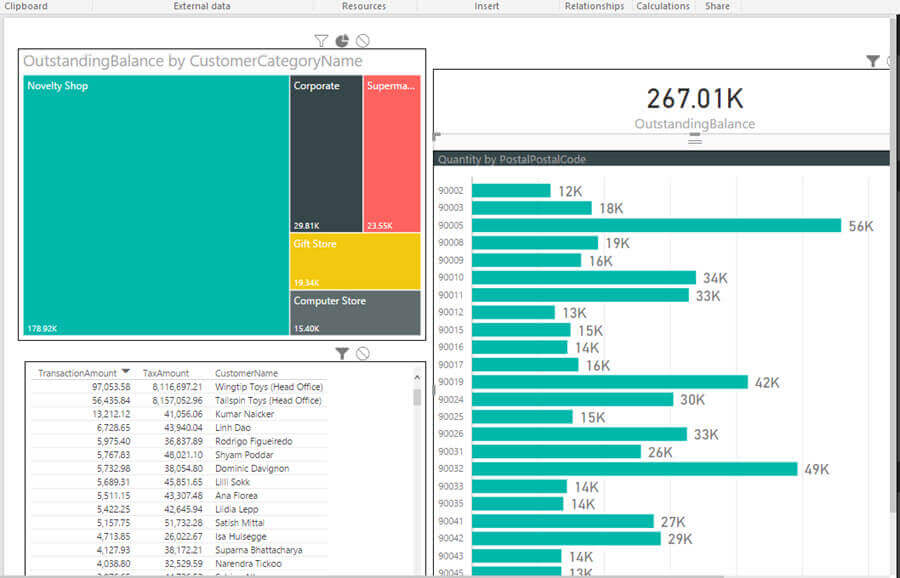 Clipboard
External data
Resources
Insert
Relationships
Calculations
Share
OutstandingBalance by CustomerCategoryName
Novelty Shop
178.92K
Corporate
29.81K
Superma...
23.55K
Gift Store
19.34K
Computer Store
15.40K
267.01K
OutstandingBalance
Quantity by PostalPostalCode
90002 12K
90003 18K
90005 56K
90008 19K
90009 16K
90010 34K
90011 33K
90012 13K
90015 15K
90016 14K
90017 16K
90019 42K
90024 30K
90025 15K
90026 33K
90031 26K
90032 49K
90033 14K
90035 14K
90041 27K
90042 29K
90043 14K
90045 13K
TransactionAmount TaxAmount CustomerName
97,053.58 8,116,697.21 Wingtip Toys (Head Office)
56,435.84 8,157,052.96 Tailspin Toys (Head Office)
13,212.12 41,056.06 Kumar Naicker
6,728.65 43,940.04 Linh Dao
5,975.40 36,837.89 Rodrigo Figueiredo
5,767.83 48,021.10 Shyam Poddar
5,732.98 38,054.80 Dominic Davignon
5,689.31 45,851.65 Lilli Sokk
5,511.15 43,307.48 Ana Florea
5,422.25 42,645.94 Liidia Lepp
5,157.75 51,732.28 Satish Mittal
4,713.85 26,022.67 Isa Hulsegge
4,127.93 38,172.21 Suparna Bhattacharya
4,038.80 32,529.59 Narendra Tickoo